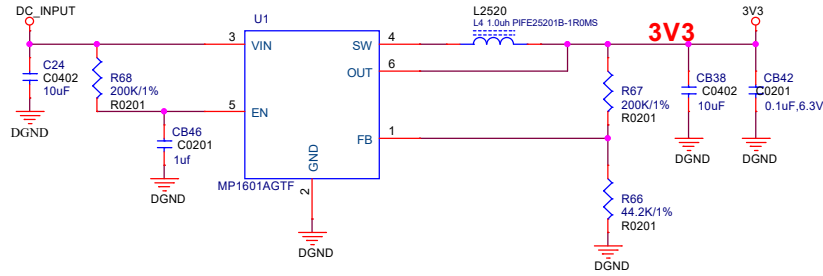 DC_INPUT
U1
L2520
L4 1.0uh PIFE25201B-1R0MS
3V3
3V3
3
VIN
SW
4
OUT
6
C24
C0402
10uF
DGND
R68
200K/1%
R0201
5
EN
CB46
C0201
1uf
DGND
FB
1
GND
2
MP1601AGTF
DGND
R67
200K/1%
R0201
CB38
C0402
10uF
DGND
CB42
C0201
0.1uF,6.3V
DGND
R66
44.2K/1%
R0201
DGND